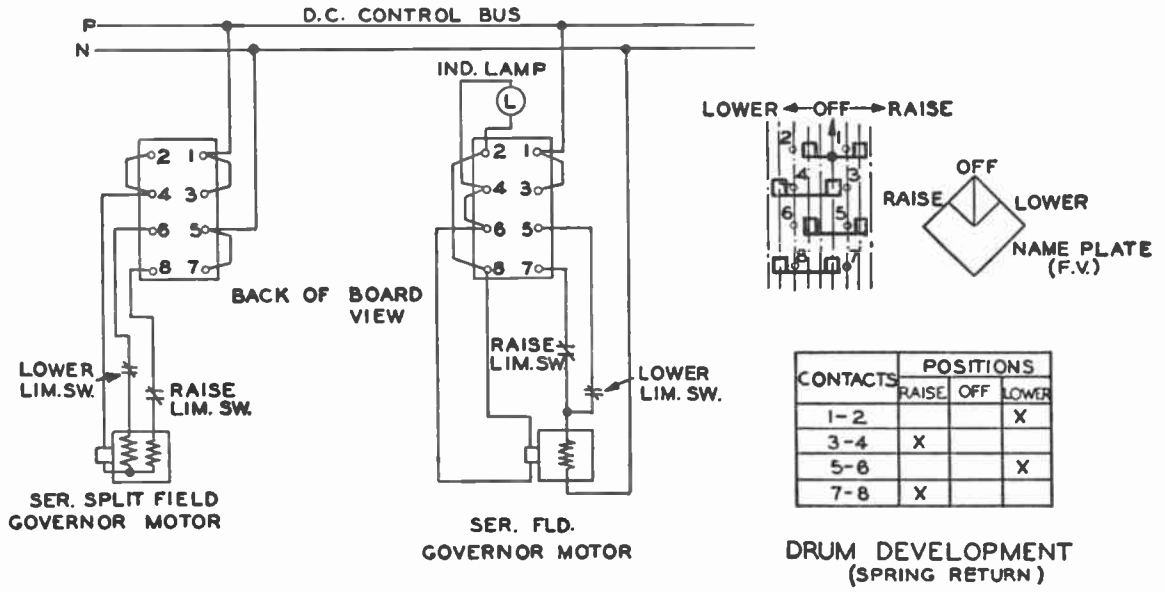 D.C. CONTROL BUS
P
N
IND. LAMP
L
2 1
4 3
6 5
8 7
2 1
4 3
6 5
8 7
BACK OF BOARD
VIEW
LOWER
LIM.SW.
RAISE
LIM. SW.
RAISE
LIM.SW.
LOWER
LIM. SW.
SER. SPLIT FIELD
GOVERNOR MOTOR
SER. FLD.
GOVERNOR MOTOR
LOWER OFF RAISE
2 1
4 3
6 5
8 7
OFF
RAISE LOWER
NAME PLATE
(F.V.)
CONTACTS POSITIONS
RAISE OFF LOWER
1-2 X
3-4 X
5-6 X
7-8 X
DRUM DEVELOPMENT
(SPRING RETURN)